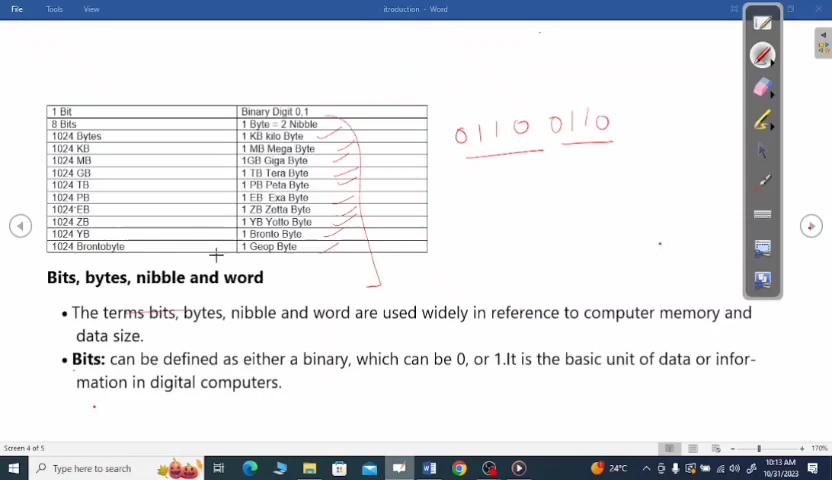 File Tools View itroduction - Word
1 Bit Binary Digit 0,1
8 Bits 1 Byte = 2 Nibble
1024 Bytes 1 KB kilo Byte
1024 KB 1 MB Mega Byte
1024 MB 1GB Giga Byte
1024 GB 1 TB Tera Byte
1024 TB 1 PB Peta Byte
1024 PB 1 EB Exa Byte
1024 EB 1 ZB Zetta Byte
1024 ZB 1 YB Yotto Byte
1024 YB 1 Bronto Byte
1024 Brontobyte 1 Geop Byte
0110 0110
Bits, bytes, nibble and word
• The terms bits, bytes, nibble and word are used widely in reference to computer memory and
data size.
• Bits: can be defined as either a binary, which can be 0, or 1.It is the basic unit of data or infor-
mation in digital computers.
Screen 4 of 5 170%
Type here to search 24°C 10:13 AM
10/31/2023